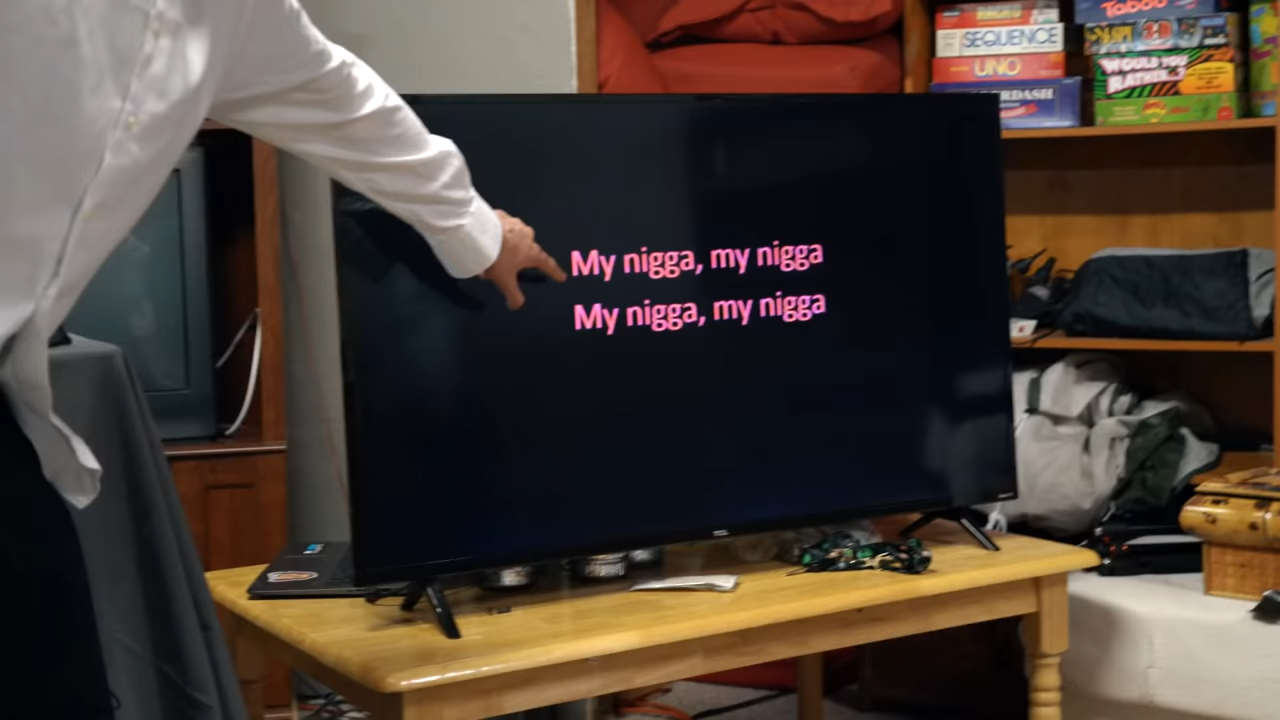 Taboo
SEQUENCE
UNO
WOULD YOU
RATHER..?
My nigga, my nigga
My nigga, my nigga